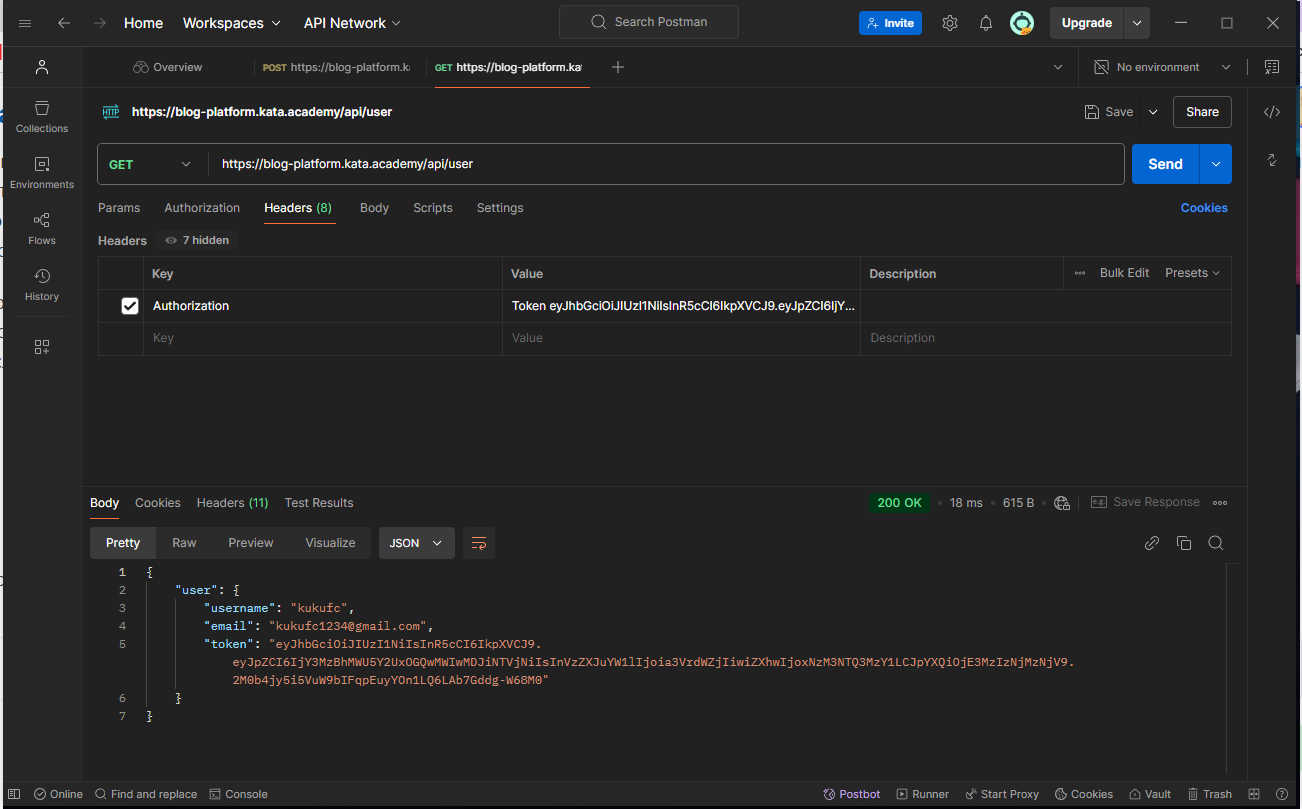 Home Workspaces API Network Search Postman Invite Upgrade
Overview POST https://blog-platform.ka GET https://blog-platform.ka No environment
Collections
Environments
Flows
History
HTTP https://blog-platform.kata.academy/api/user Save Share
GET https://blog-platform.kata.academy/api/user Send
Params Authorization Headers (8) Body Scripts Settings Cookies
Headers 7 hidden
Key Value Description Bulk Edit Presets
Authorization Token eyJhbGciOiJIUzI1NiIsInR5cCI6IkpXVCJ9.eyJpZCI6IjY...
Key Value Description
Body Cookies Headers (11) Test Results 200 OK 18 ms 615 B e.g. Save Response
Pretty Raw Preview Visualize JSON
1 {
2 "user": {
3 "username": "kukufc",
4 "email": "kukufc1234@gmail.com",
5 "token": "eyJhbGciOiJIUzI1NiIsInR5cCI6IkpXVCJ9.
eyJpZCI6IjY3MzBhMWU5Y2UxOGQwMWIwMDJiNTVjNiIsInVzZXJuYW1lIjoia3VrdWZjIiwiZXhwIjoxNzM3NTQ3MzY1LCJpYXQiOjE3MzIzNjMzNjV9.
2M0b4jy5i5VuW9bIFqpEuyYOn1LQ6LAb7Gddg-W68M0"
6 }
7 }
Online Find and replace Console Postbot Runner Start Proxy Cookies Vault Trash